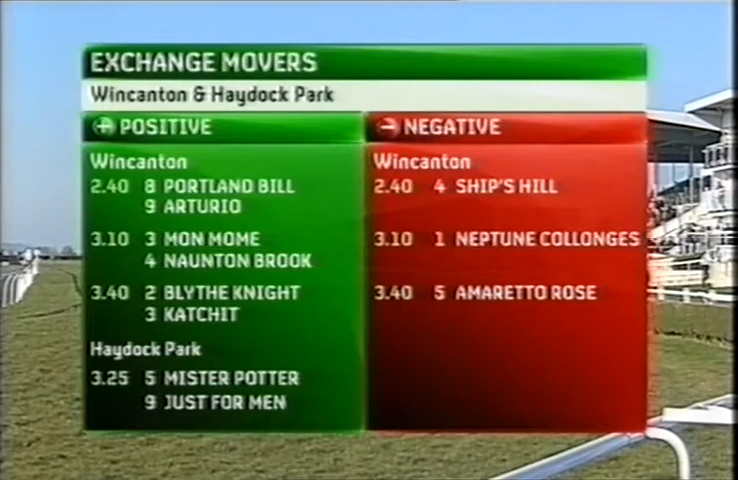 EXCHANGE MOVERS
Wincanton & Haydock Park
POSITIVE
Wincanton
2.40 8 PORTLAND BILL
9 ARTURIO
3.10 3 MON MOME
4 NAUNTON BROOK
3.40 2 BLYTHE KNIGHT
3 KATCHIT
Haydock Park
3.25 5 MISTER POTTER
9 JUST FOR MEN
NEGATIVE
Wincanton
2.40 4 SHIP'S HILL
3.10 1 NEPTUNE COLLONGES
3.40 5 AMARETTO ROSE